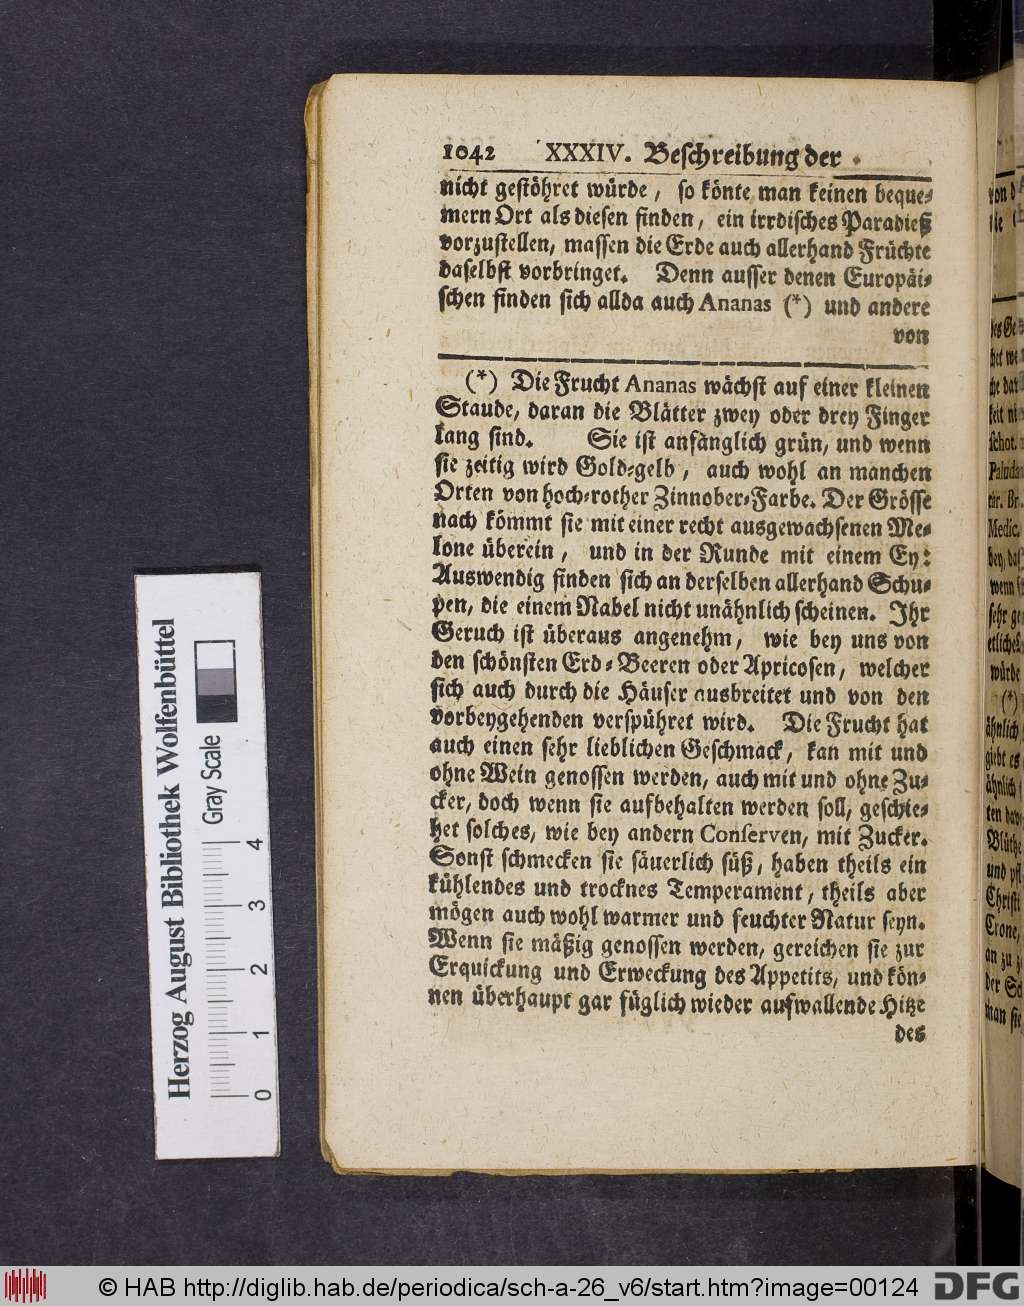 1042 XXXIV. Beschreibung der
nicht gestöhret würde, so könte man keinen beque-
mern Ort als diesen finden, ein irrdisches Paradieß
vorzustellen, massen die Erde auch allerhand Früchte
daselbst vorbringet. Denn ausser denen Europäi-
schen finden sich allda auch Ananas (*) und andere
von
(*) Die Frucht Ananas wächst auf einer kleinen
Staude, daran die Blätter zwey oder drey Finger
lang sind. Sie ist anfänglich grün, und wenn
sie zeitig wird Gold-gelb, auch wohl an manchen
Orten von hoch-rother Zinnober-Farbe. Der Grösse
nach kömmt sie mit einer recht ausgewachsenen Me-
lone überein, und in der Runde mit einem Ey:
Auswendig finden sich an derselben allerhand Schu-
pen, die einem Nabel nicht unähnlich scheinen. Ihr
Geruch ist überaus angenehm, wie bey uns von
den schönsten Erd-Beeren oder Apricosen, welcher
sich auch durch die Häuser ausbreitet und von den
vorbeygehenden verspühret wird. Die Frucht hat
auch einen sehr lieblichen Geschmack, kan mit und
ohne Wein genossen werden, auch mit und ohne Zu-
cker, doch wenn sie aufbehalten werden soll, geschie-
het solches, wie bey andern Conserven, mit Zucker.
Sonst schmecken sie säuerlich süß, haben theils ein
kühlendes und trocknes Temperament, theils aber
mögen auch wohl warmer und feuchter Natur seyn.
Wenn sie mäßig genossen werden, gereichen sie zur
Erquickung und Erweckung des Appetits, und kön-
nen überhaupt gar füglich wieder aufwallende Hitze
des
Herzog August Bibliothek Wolfenbüttel
Gray Scale
0 1 2 3 4
© HAB http://diglib.hab.de/periodica/sch-a-26_v6/start.htm?image=00124
DFG